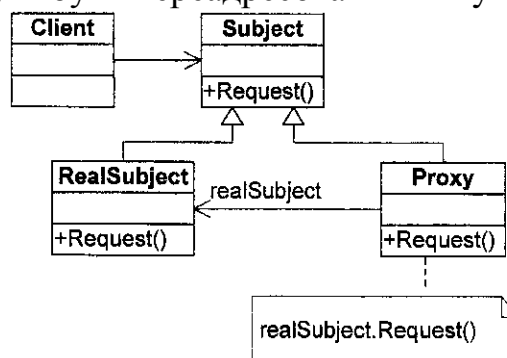 Client
Subject
+Request()
RealSubject
realSubject
Proxy
+Request()
+Request()
realSubject.Request()